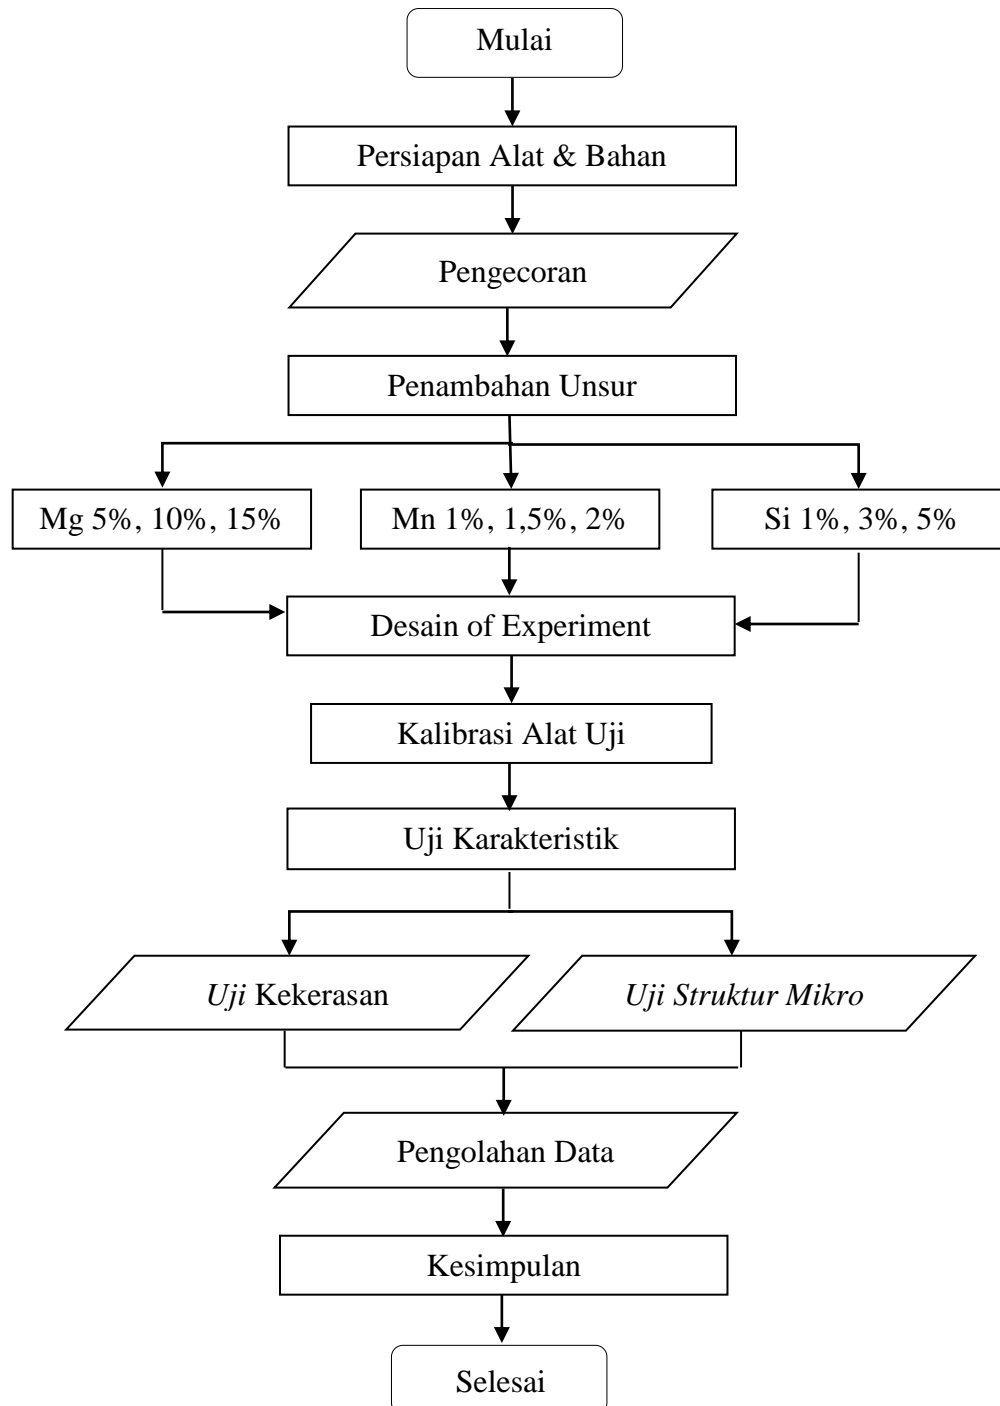 Mulai
Persiapan Alat & Bahan
Pengecoran
Penambahan Unsur
Mg 5%, 10%, 15%
Mn 1%, 1,5%, 2%
Si 1%, 3%, 5%
Desain of Experiment
Kalibrasi Alat Uji
Uji Karakteristik
Uji Kekerasan
Uji Struktur Mikro
Pengolahan Data
Kesimpulan
Selesai